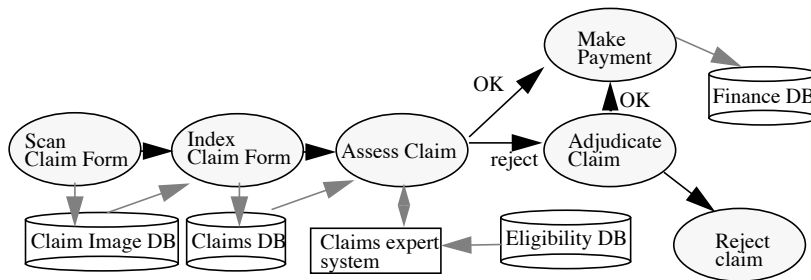 Make
Payment
OK
Finance DB
OK
Scan
Claim Form
Index
Claim Form
Assess Claim
reject
Adjudicate
Claim
Claim Image DB
Claims DB
Claims expert
system
Eligibility DB
Reject
claim